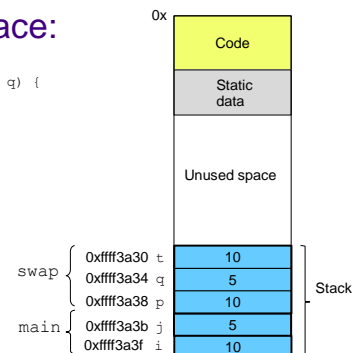 ace:
0x
q) {
Code
Static
data
Unused space
0xffff3a30 t 10
swap 0xffff3a34 q 5
0xffff3a38 p 10
Stack
main 0xffff3a3b j 5
0xffff3a3f i 10